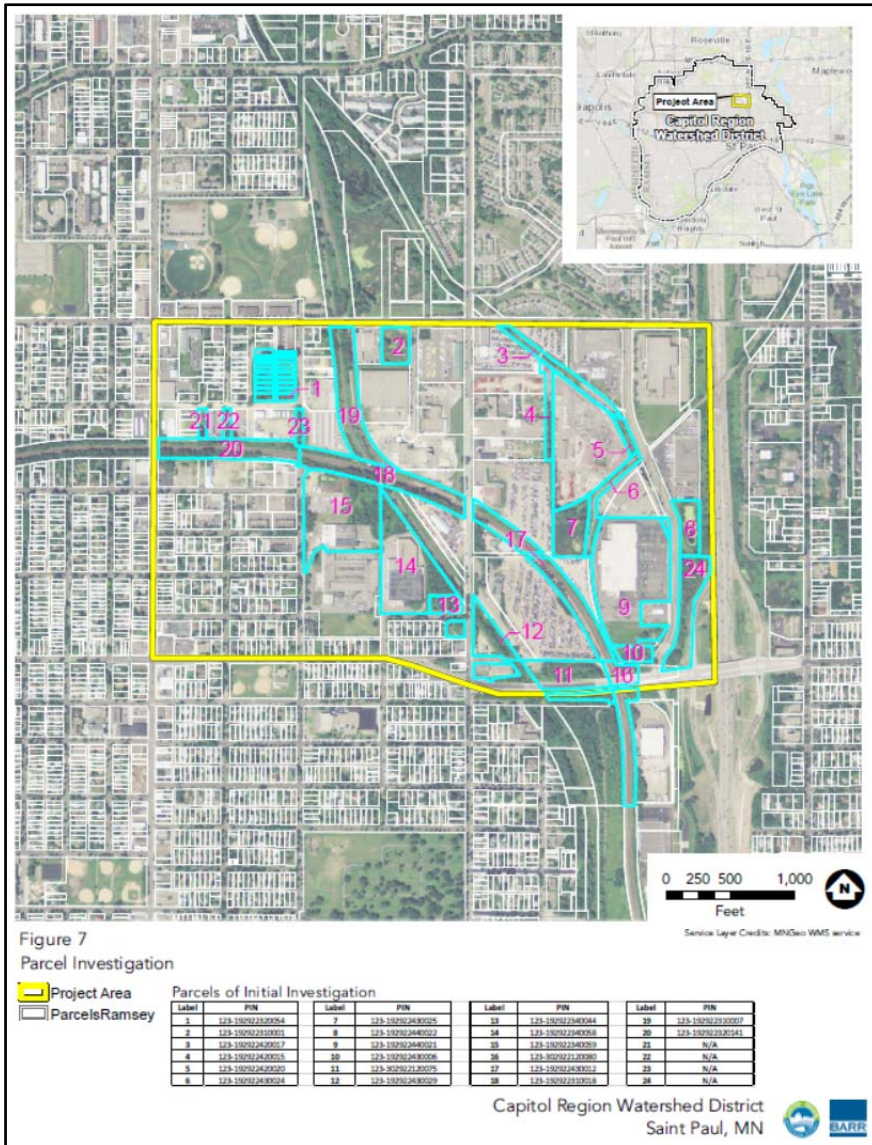 Roseville
Maplewoo
Project Area
Capitol Region
Watershed District
St Paul
West St
Paul
1
2
3
4
5
6
7
8
9
10
11
12
13
14
15
16
17
18
19
20
21
22
23
24
0 250 500 1,000
Feet
N
Service Layer Credits: MNGeo WMS service
Figure 7
Parcel Investigation
Project Area
ParcelsRamsey
Parcels of Initial Investigation
Label PIN Label PIN Label PIN Label PIN
1 123-192922320054 7 123-192922430025 13 123-192922340044 19 123-192922310007
2 123-192922310001 8 123-192922440022 14 123-192922340058 20 123-192922320141
3 123-192922420017 9 123-192922440021 15 123-192922340059 21 N/A
4 123-192922420015 10 123-192922430006 16 123-302922120080 22 N/A
5 123-192922420020 11 123-302922120075 17 123-192922430012 23 N/A
6 123-192922430024 12 123-192922430029 18 123-192922310018 24 N/A
Capitol Region Watershed District
Saint Paul, MN
BARR